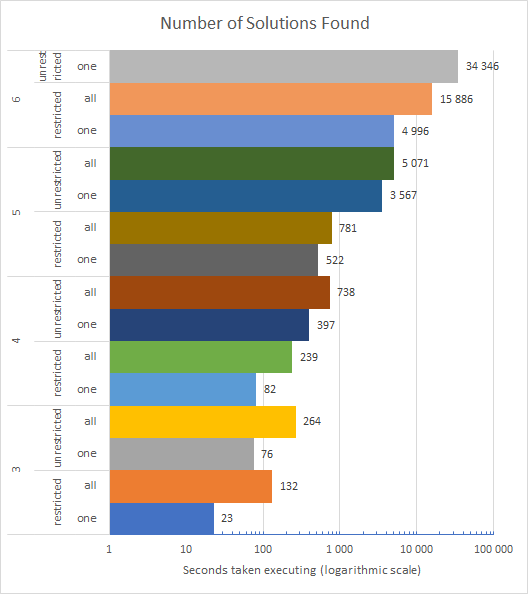 Number of Solutions Found
6
unrestricted
one
34 346
restricted
all
15 886
one
4 996
5
unrestricted
all
5 071
one
3 567
restricted
all
781
one
522
4
unrestricted
all
738
one
397
restricted
all
239
one
82
3
unrestricted
all
264
one
76
restricted
all
132
one
23
1 10 100 1 000 10 000 100 000
Seconds taken executing (logarithmic scale)